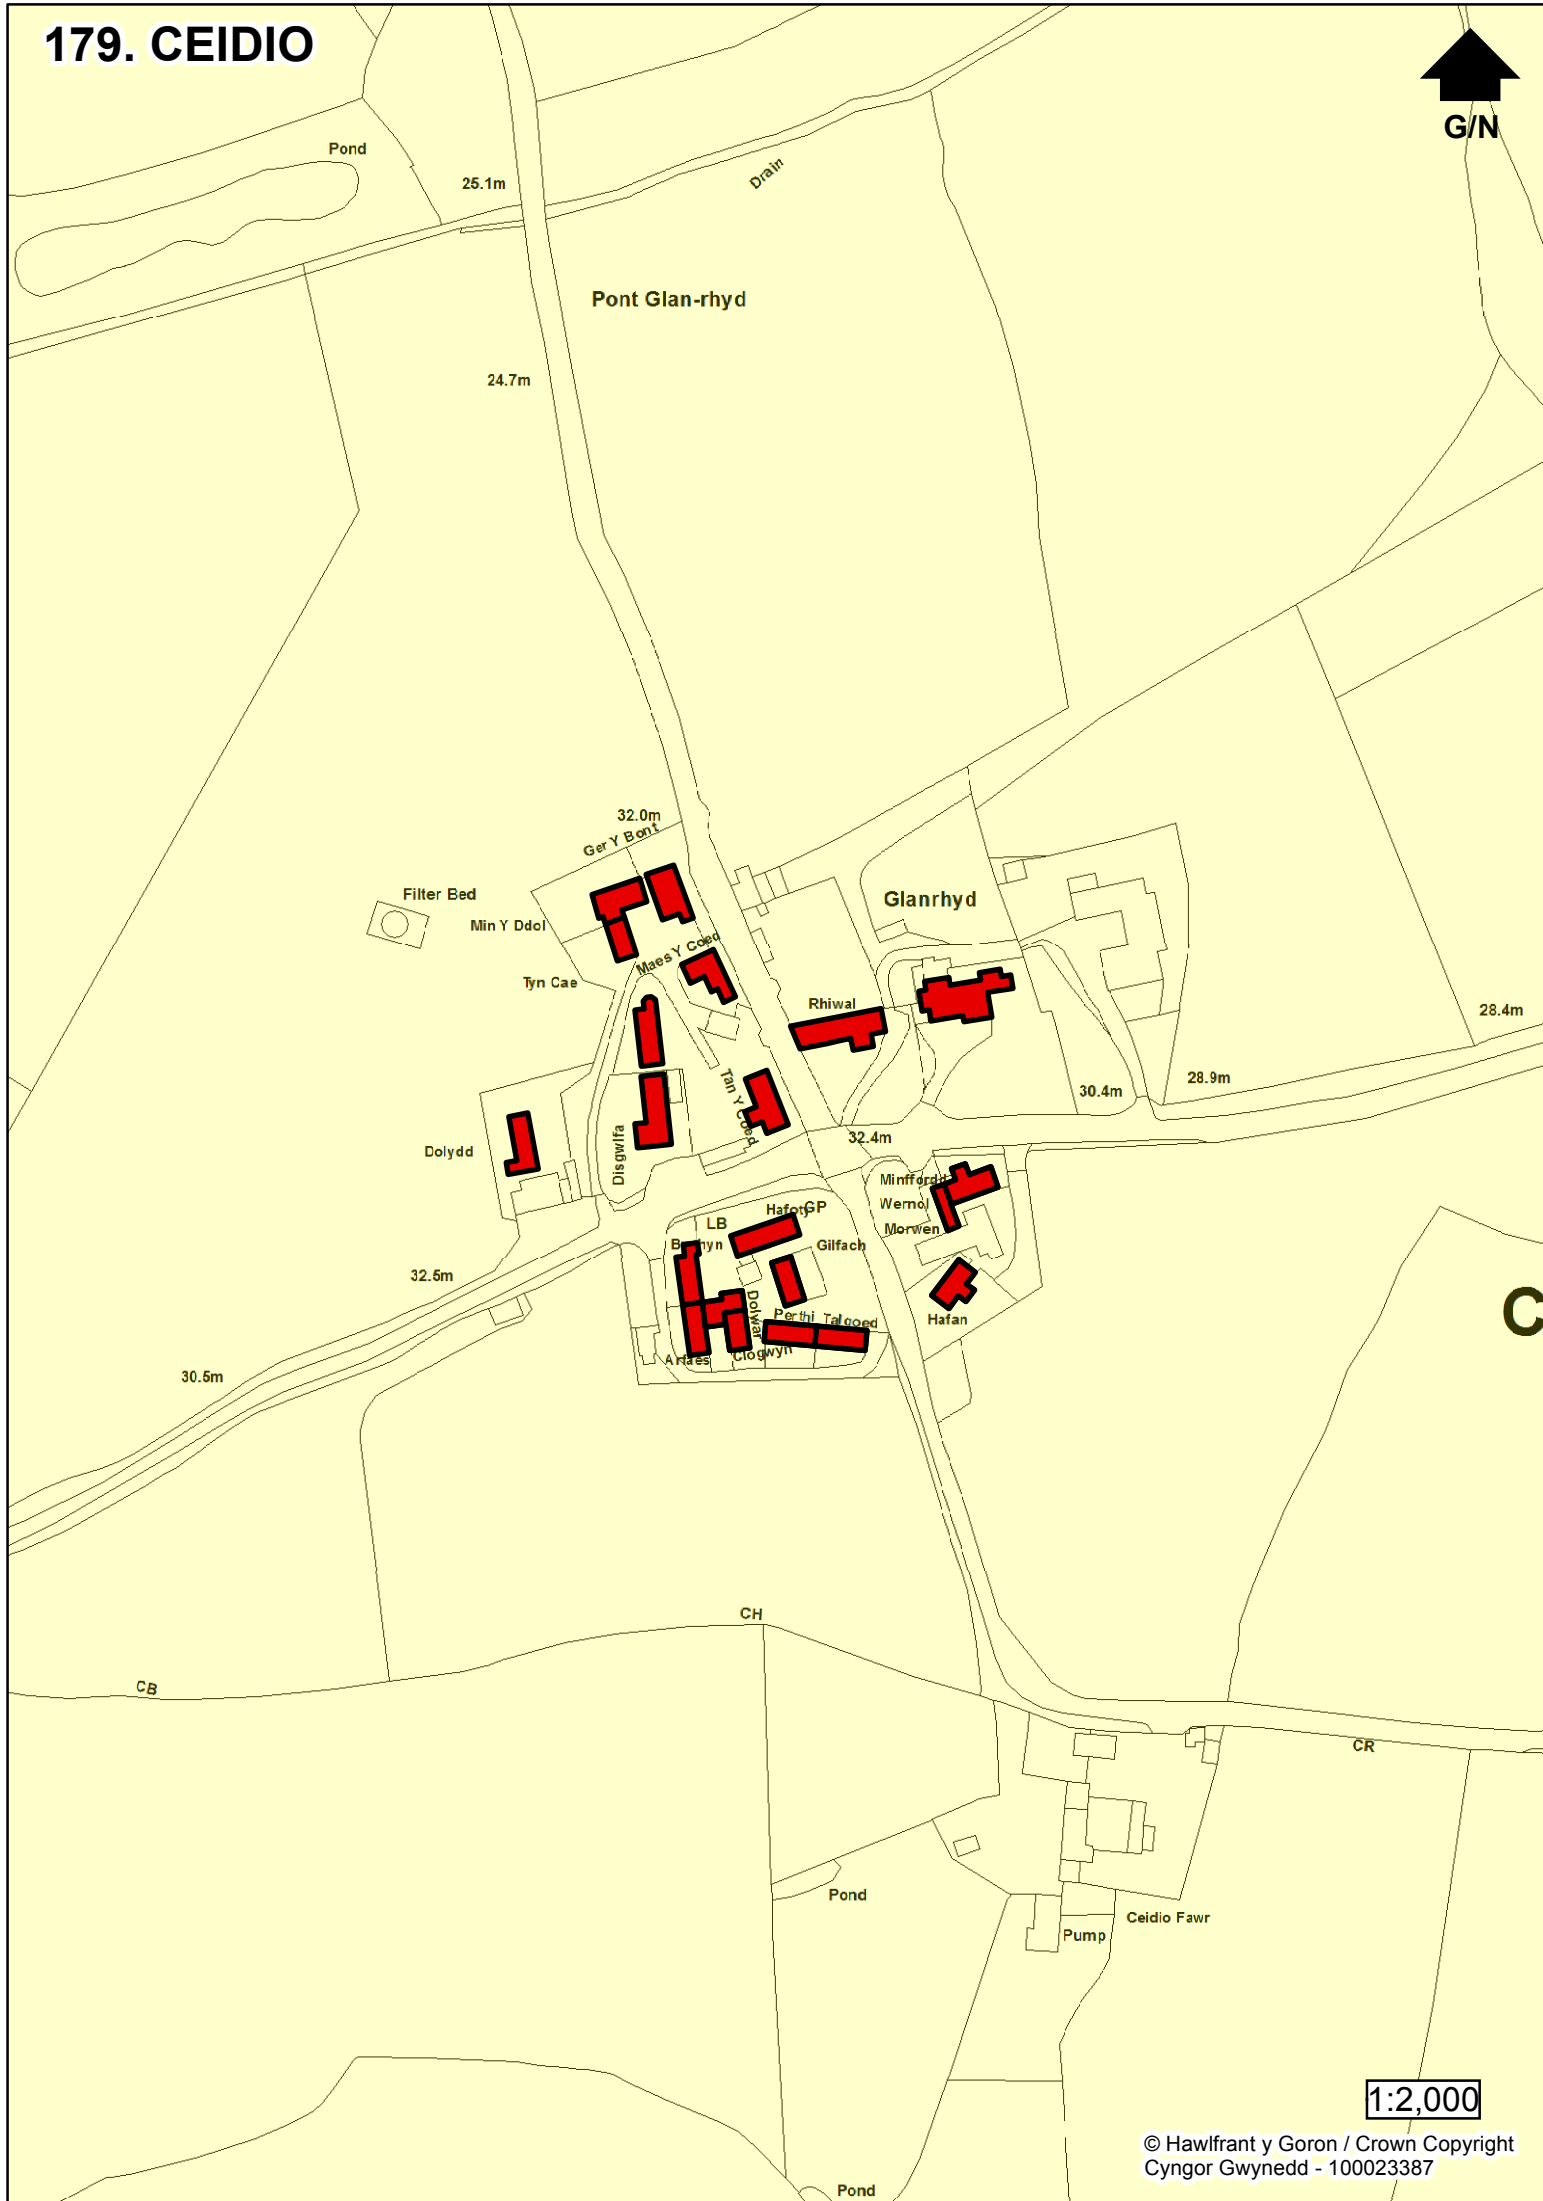 179. CEIDIO
G/N
Pond
25.1m
Drain
Pont Glan-rhyd
24.7m
32.0m
Ger Y Bont
Filter Bed
Glanrhyd
Min Y Ddol
Maes Y Coed
Tyn Cae
Rhiwal
28.4m
28.9m
30.4m
Tan Y Coed
32.4m
Dolydd
Disgwlfa
Minffordd
Wernol
Hafoty
GP
LB
Morwen
Gilfach
32.5m
Dolwar
Perthi
Talgoed
Hafan
C
Arfaes
Clogwyn
30.5m
CH
CB
CR
Pond
Ceidio Fawr
Pump
1:2,000
© Hawlfrant y Goron / Crown Copyright
Cyngor Gwynedd - 100023387
Pond